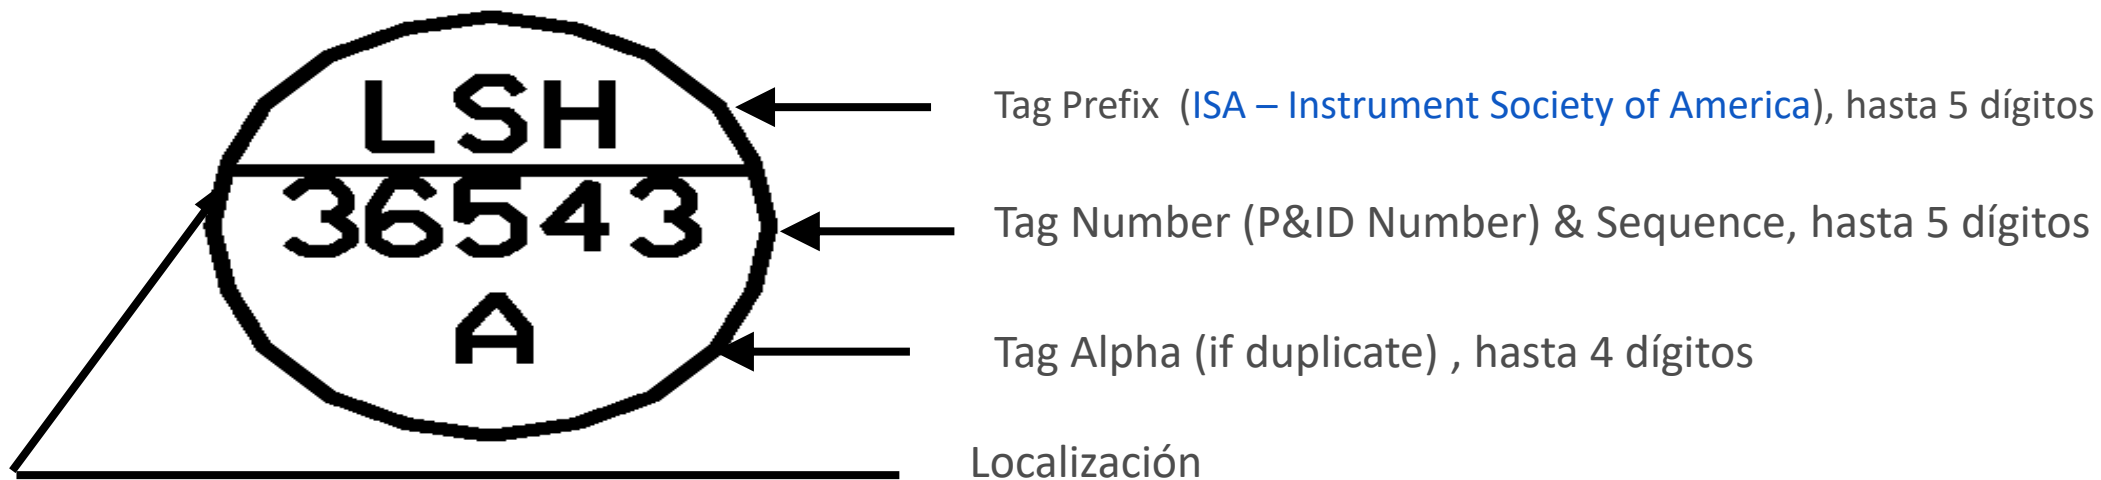 LSH
36543
A
Tag Prefix (ISA – Instrument Society of America), hasta 5 dígitos
Tag Number (P&ID Number) & Sequence, hasta 5 dígitos
Tag Alpha (if duplicate) , hasta 4 dígitos
Localización